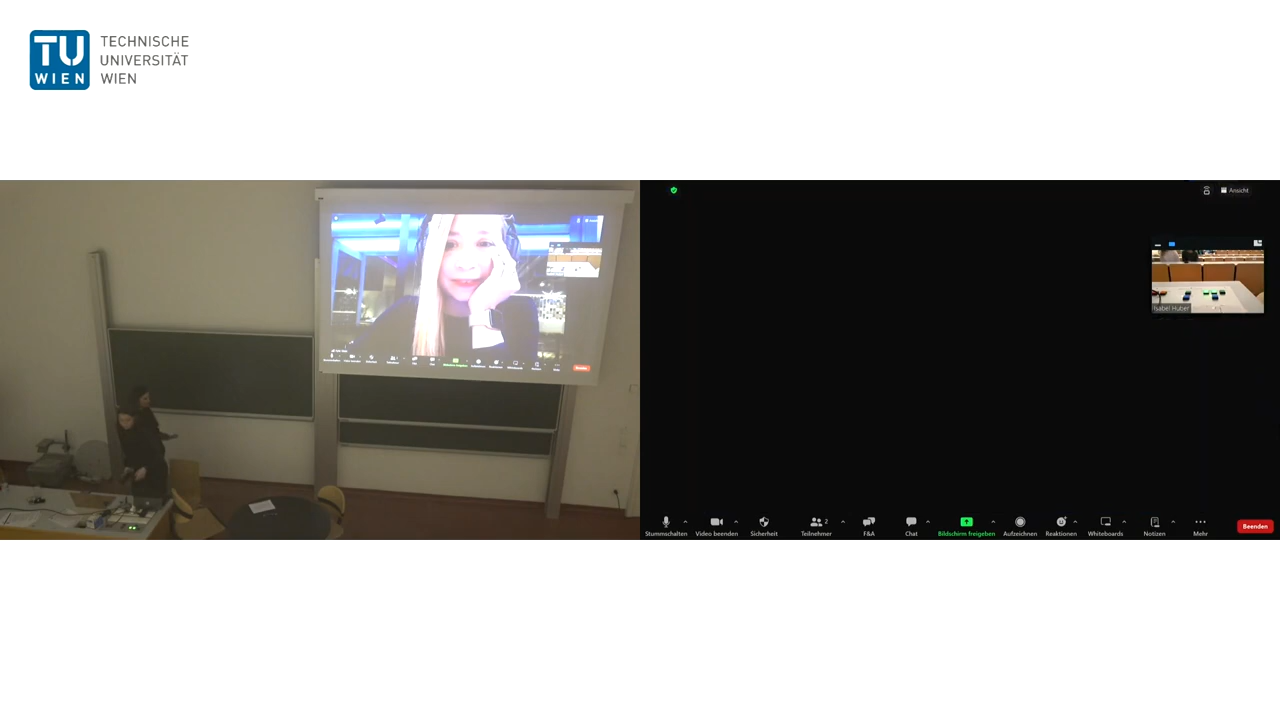 TU
WIEN
TECHNISCHE
UNIVERSITÄT
WIEN
Ansicht
Isabel Huber
Stummschalten
Video beenden
Sicherheit
2
Teilnehmer
F&A
Chat
Bildschirm freigeben
Aufzeichnen
Reaktionen
Whiteboards
Notizen
Mehr
Beenden